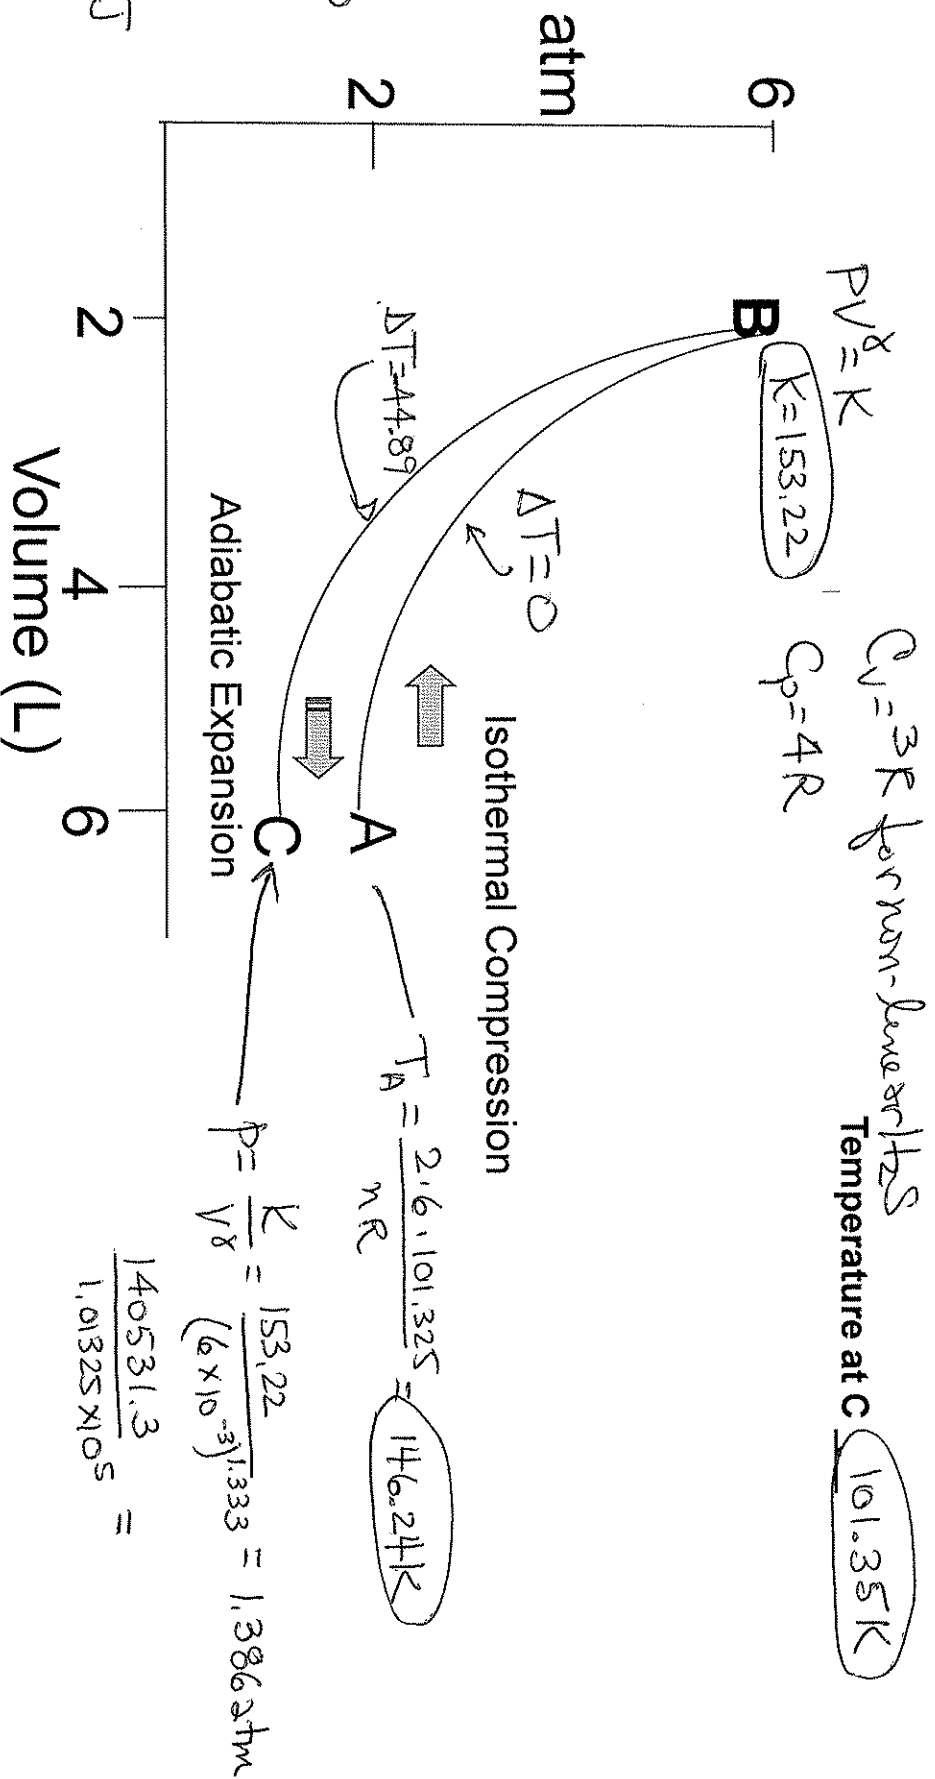 PV^γ = K
K=153.22
Cv=3R for non-linear H2S
Cp=4R
Temperature at C 101.35K
6
atm
2
B
ΔT=0
Isothermal Compression
ΔT=44.89
A
T_A = 2·6·101.325 / nR = 146.24K
C
Adiabatic Expansion
P = K / V^γ = 153.22 / (6×10^-3)^1.333 = 1.386 atm
140531.3 / 1.01325×10^5 =
2
4
6
Volume (L)
J